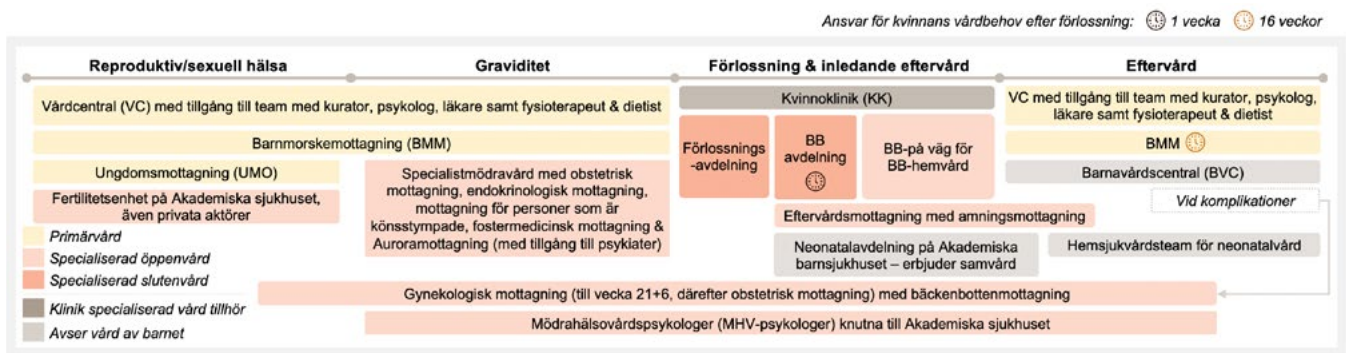 Ansvar för kvinnans vårdbehov efter förlossning: 1 vecka 16 veckor
Reproduktiv/sexuell hälsa
Graviditet
Förlossning & inledande eftervård
Eftervård
Vårdcentral (VC) med tillgång till team med kurator, psykolog, läkare samt fysioterapeut & dietist
Kvinnoklinik (KK)
VC med tillgång till team med kurator, psykolog,
läkare samt fysioterapeut & dietist
Barnmorskemottagning (BMM)
Förlossnings
-avdelning
BB
avdelning
BB-på väg för
BB-hemvård
BMM
Ungdomsmottagning (UMO)
Specialistmödravård med obstetrisk
mottagning, endokrinologisk mottagning,
mottagning för personer som är
könsstympade, fostermedicinsk mottagning &
Auroramottagning (med tillgång till psykiater)
Barnavårdscentral (BVC)
Fertilitetsenhet på Akademiska sjukhuset,
även privata aktörer
Vid komplikationer
Eftervårdsmottagning med amningsmottagning
Primärvård
Specialiserad öppenvård
Specialiserad slutenvård
Klinik specialiserad vård tillhör
Avser vård av barnet
Neonatalavdelning på Akademiska
barnsjukhuset – erbjuder samvård
Hemsjukvårdsteam för neonatalvård
Gynekologisk mottagning (till vecka 21+6, därefter obstetrisk mottagning) med bäckenbottenmottagning
Mödrahälsovårdspsykologer (MHV-psykologer) knutna till Akademiska sjukhuset